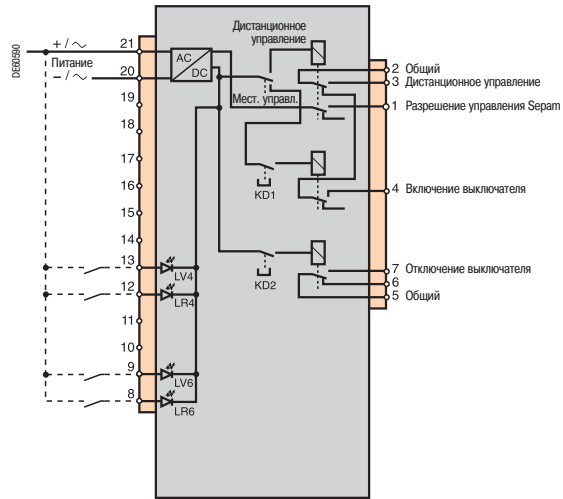 DE60590
Дистанционное
управление
+ / ∼ 21
Питание
− / ∼ 20
AC
DC
Мест. управл.
2 Общий
3 Дистанционное управление
1 Разрешение управления Sepam
19
18
17
16
15
14
KD1
4 Включение выключателя
13
LV4
12
LR4
KD2
7 Отключение выключателя
6
5 Общий
11
10
9
LV6
8
LR6